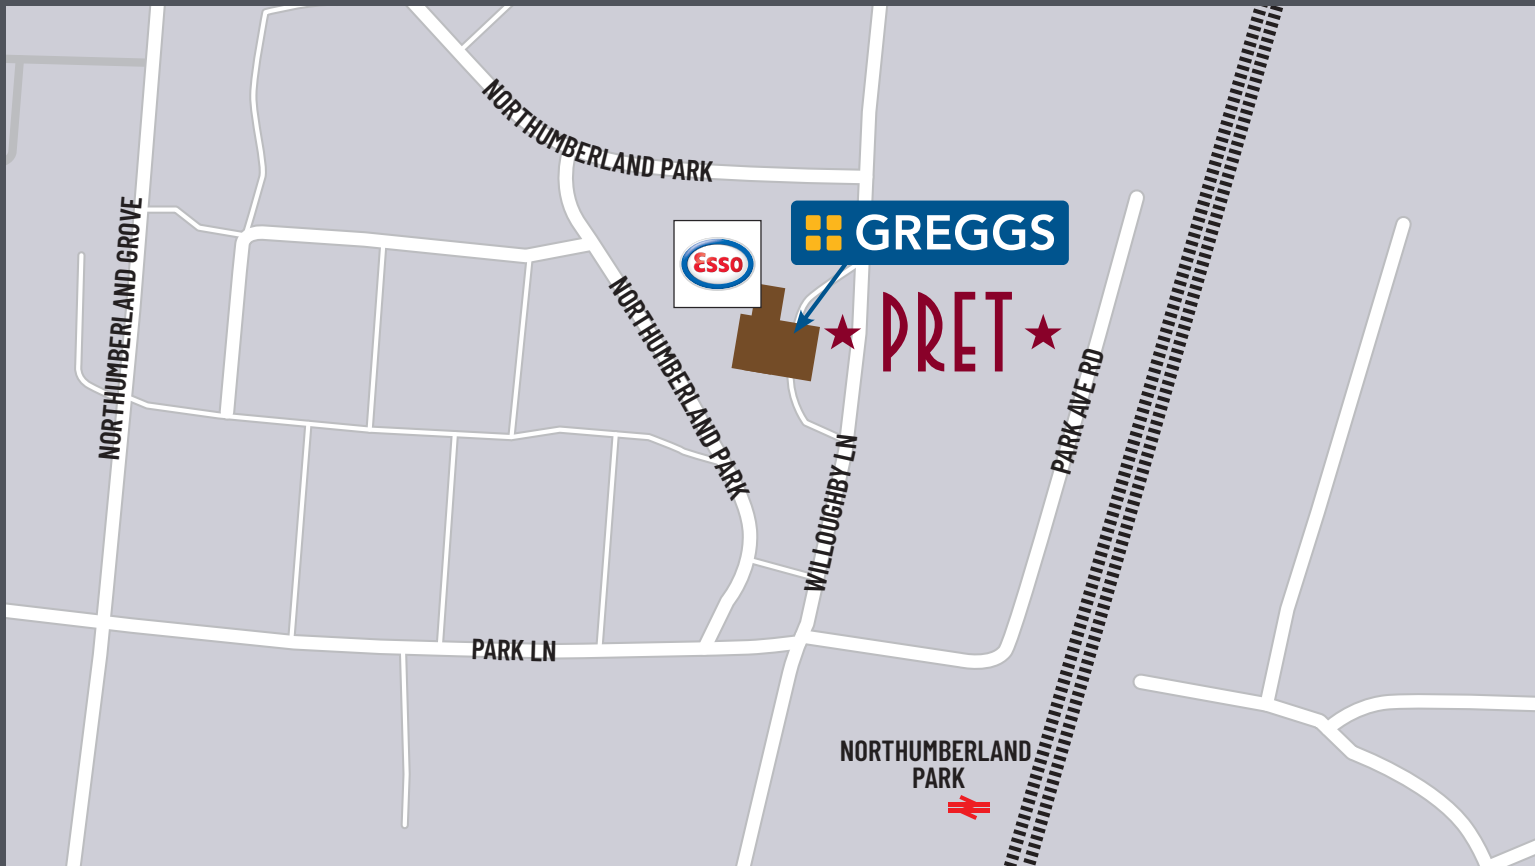 NORTHUMBERLAND PARK
NORTHUMBERLAND GROVE
Esso
GREGGS
PRET
NORTHUMBERLAND PARK
PARK AVE RD
WILLOUGHBY LN
PARK LN
NORTHUMBERLAND
PARK